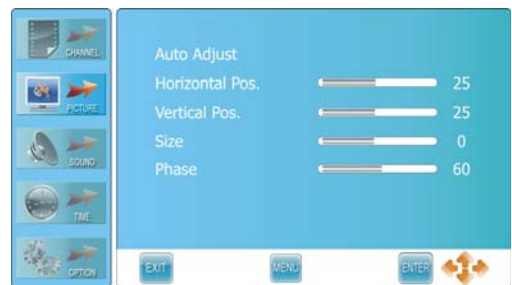 CHANNEL
PICTURE
SOUND
TIME
OPTION
Auto Adjust
Horizontal Pos. 25
Vertical Pos. 25
Size 0
Phase 60
EXIT MENU ENTER